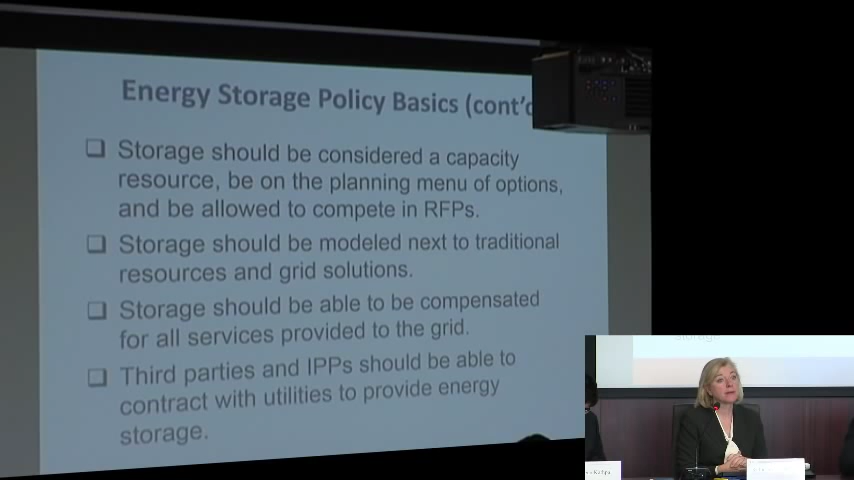 Energy Storage Policy Basics (cont'd
❑ Storage should be considered a capacity
resource, be on the planning menu of options,
and be allowed to compete in RFPs.
❑ Storage should be modeled next to traditional
resources and grid solutions.
❑ Storage should be able to be compensated
for all services provided to the grid.
❑ Third parties and IPPs should be able to
contract with utilities to provide energy
storage.
storage